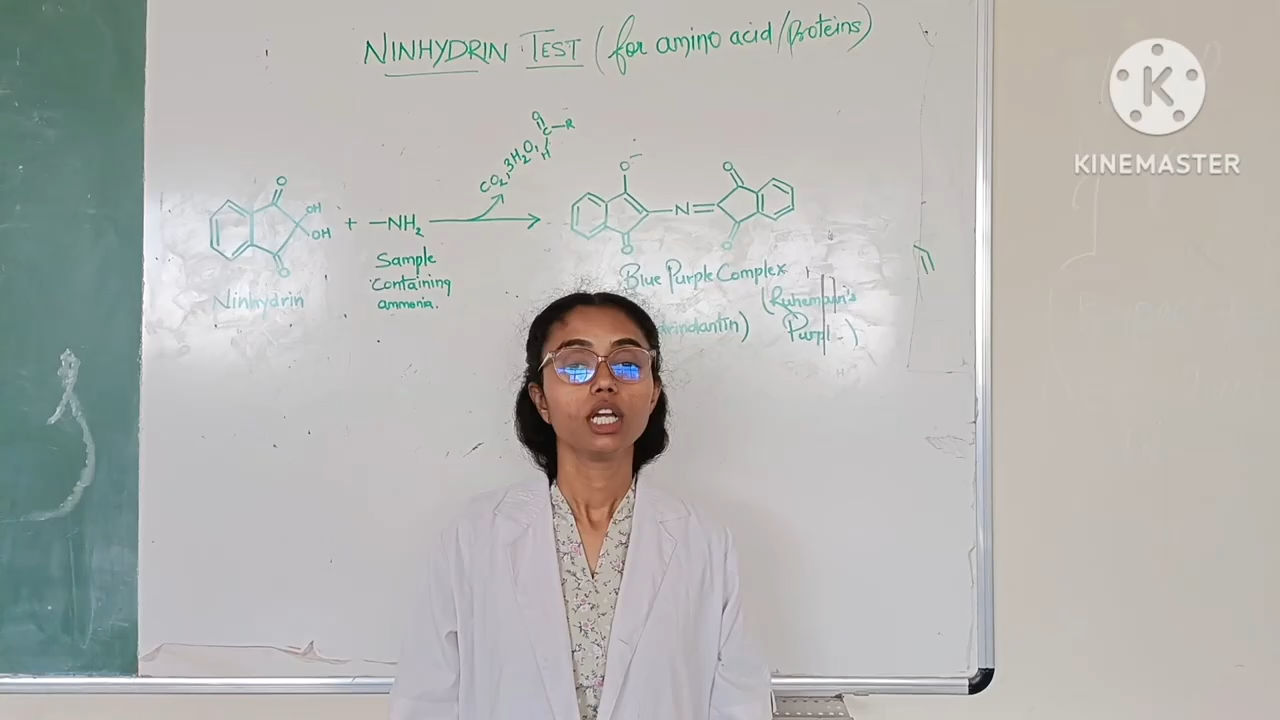 NINHYDRIN TEST (for amino acid/Proteins)
K
KINEMASTER
O
C—R
H
CO2, 3H2O,
O
OH
OH
O
+ —NH2
O-
O
N
O
O
Sample
Containing
ammonia.
Ninhydrin
Blue Purple Complex
(Ruhemann's